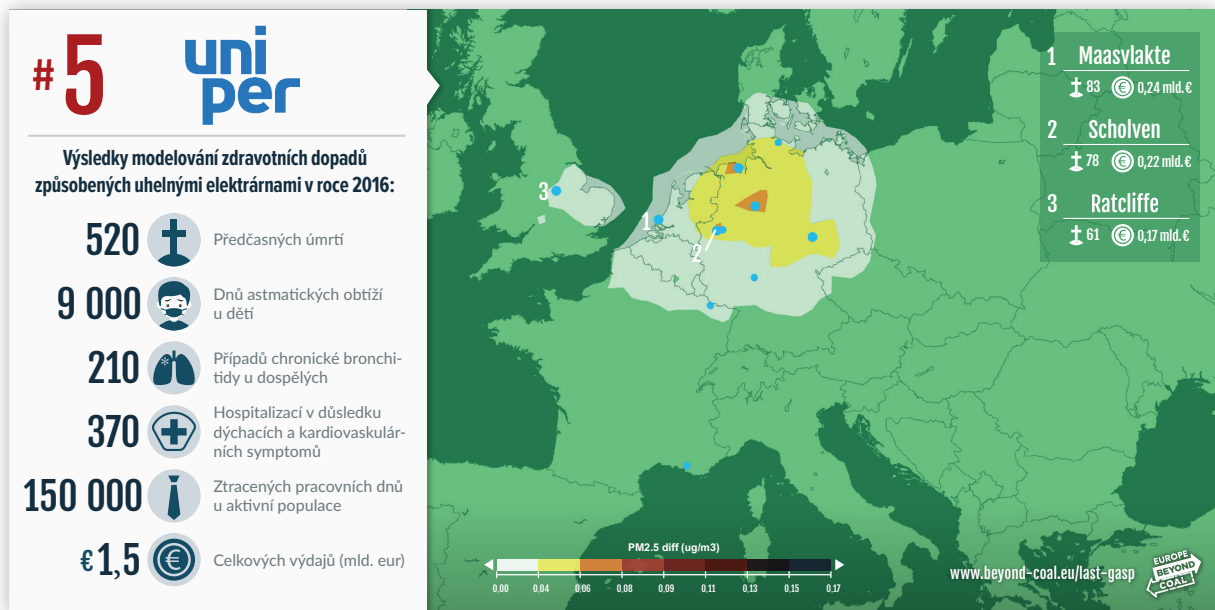 #5
uni
per
Výsledky modelování zdravotních dopadů
způsobených uhelnými elektrárnami v roce 2016:
520
Předčasných úmrtí
9 000
Dnů astmatických obtíží
u dětí
210
Případů chronické bronchi-
tidy u dospělých
370
Hospitalizací v důsledku
dýchacích a kardiovaskulár-
ních symptomů
150 000
Ztracených pracovních dnů
u aktivní populace
€ 1,5
€
Celkových výdajů (mld. eur)
3
1
2
1 Maasvlakte
83 € 0,24 mld. €
2 Scholven
78 € 0,22 mld. €
3 Ratcliffe
61 € 0,17 mld. €
PM2.5 diff (ug/m3)
0,00 0,04 0,06 0,08 0,09 0,11 0,13 0,15 0,17
www.beyond-coal.eu/last-gasp
EUROPE
BEYOND
COAL